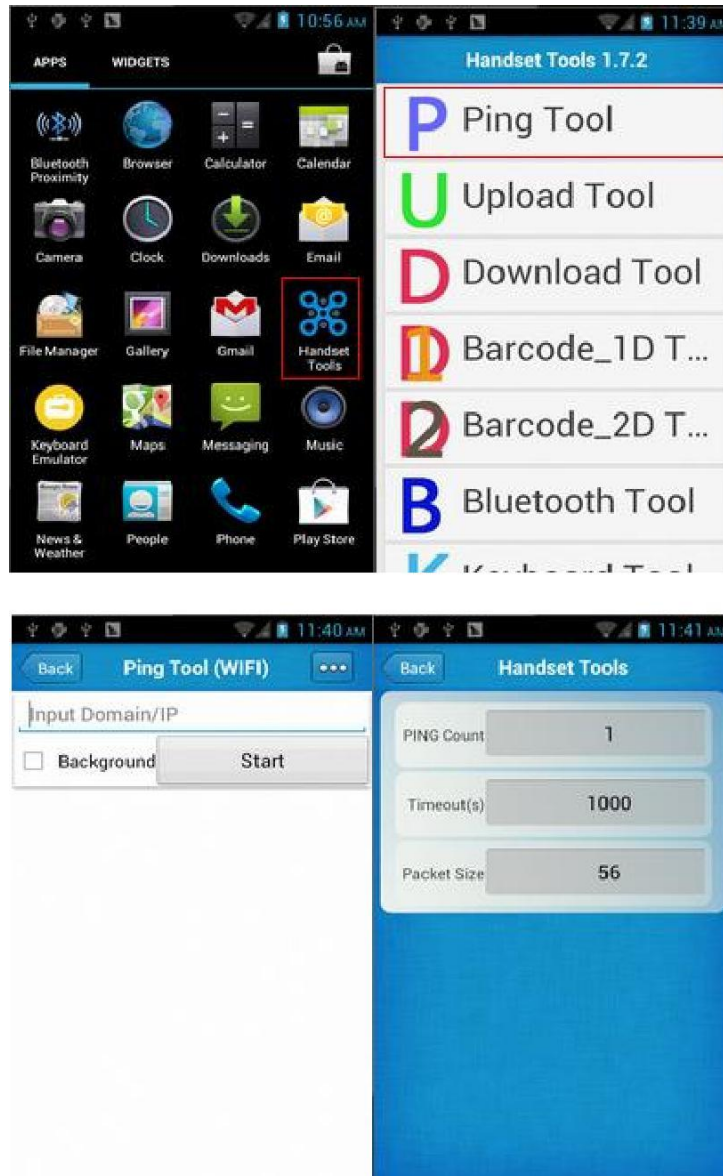 10:56 AM
APPS WIDGETS
Bluetooth Proximity
Browser
Calculator
Calendar
Camera
Clock
Downloads
Email
File Manager
Gallery
Gmail
Handset Tools
Keyboard Emulator
Maps
Messaging
Music
News & Weather
People
Phone
Play Store
11:39 AM
Handset Tools 1.7.2
P Ping Tool
U Upload Tool
D Download Tool
D1 Barcode_1D T...
D2 Barcode_2D T...
B Bluetooth Tool
11:40 AM
Back Ping Tool (WIFI)
Input Domain/IP
Background Start
11:41 AM
Back Handset Tools
PING Count 1
Timeout(s) 1000
Packet Size 56